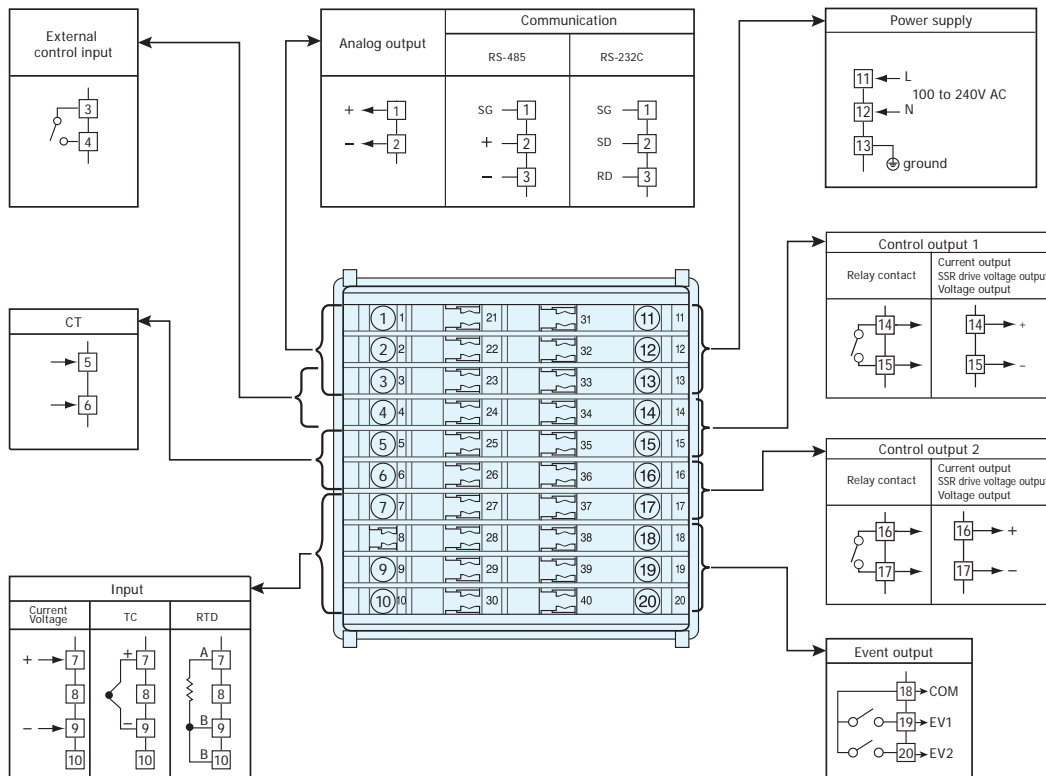 External
control input
3
4
Analog output
Communication
RS-485
RS-232C
+ 1
− 2
SG 1
+ 2
− 3
SG 1
SD 2
RD 3
Power supply
11 L
100 to 240V AC
12 N
13
ground
CT
5
6
Control output 1
Relay contact
Current output
SSR drive voltage output
Voltage output
14
15
14 +
15 −
Control output 2
Relay contact
Current output
SSR drive voltage output
Voltage output
16
17
16 +
17 −
1 1 21 31 11 11
2 2 22 32 12 12
3 3 23 33 13 13
4 4 24 34 14 14
5 5 25 35 15 15
6 6 26 36 16 16
7 7 27 37 17 17
8 28 38 18 18
9 9 29 39 19 19
10 10 30 40 20 20
Input
Current
Voltage
TC
RTD
+ 7
8
− 9
10
+ 7
8
− 9
10
A 7
8
B 9
B 10
Event output
18 COM
19 EV1
20 EV2